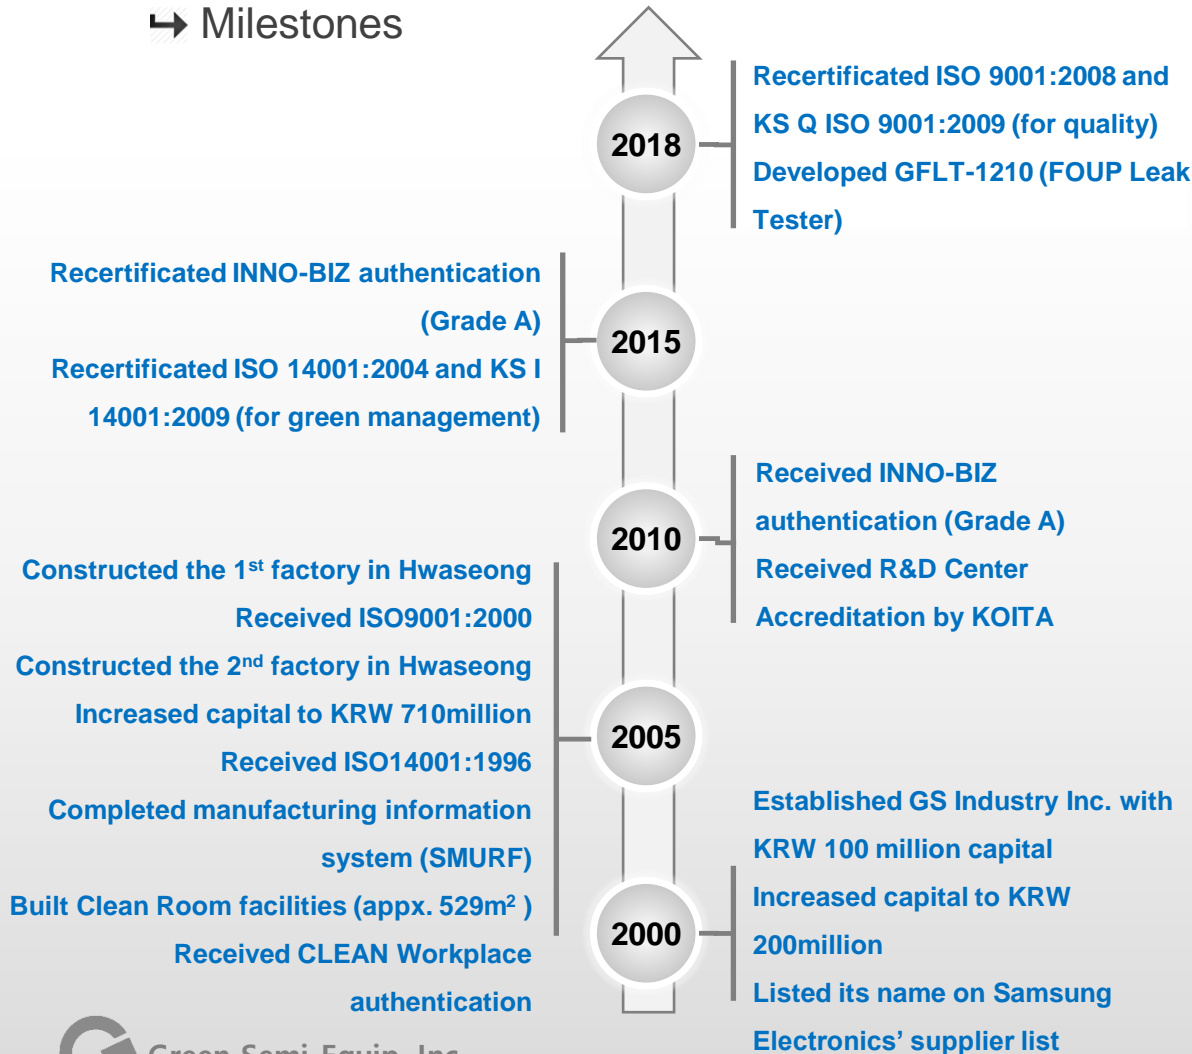 Milestones
2018
Recertificated ISO 9001:2008 and
KS Q ISO 9001:2009 (for quality)
Developed GFLT-1210 (FOUP Leak
Tester)
Recertificated INNO-BIZ authentication
(Grade A)
Recertificated ISO 14001:2004 and KS I
14001:2009 (for green management)
2015
2010
Received INNO-BIZ
authentication (Grade A)
Received R&D Center
Accreditation by KOITA
Constructed the 1st factory in Hwaseong
Received ISO9001:2000
Constructed the 2nd factory in Hwaseong
Increased capital to KRW 710million
Received ISO14001:1996
Completed manufacturing information
system (SMURF)
Built Clean Room facilities (appx. 529m² )
Received CLEAN Workplace
authentication
2005
2000
Established GS Industry Inc. with
KRW 100 million capital
Increased capital to KRW
200million
Listed its name on Samsung
Electronics’ supplier list
Green Semi Equip, Inc